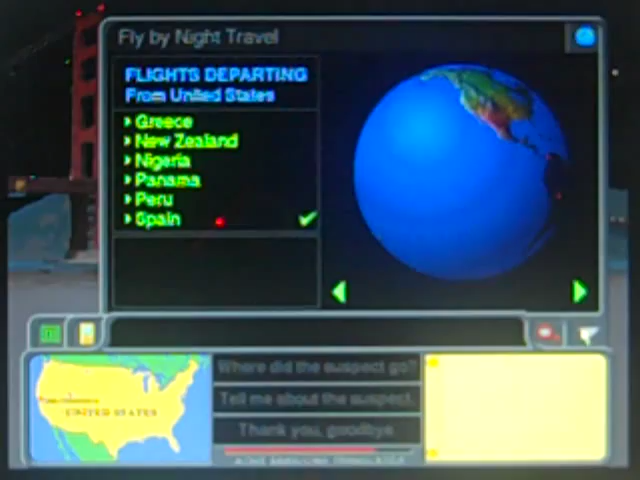 Fly by Night Travel
FLIGHTS DEPARTING
From United States
Greece
New Zealand
Nigeria
Panama
Peru
Spain
Where did the suspect go?
Tell me about the suspect.
Thank you, goodbye
UNITED STATES